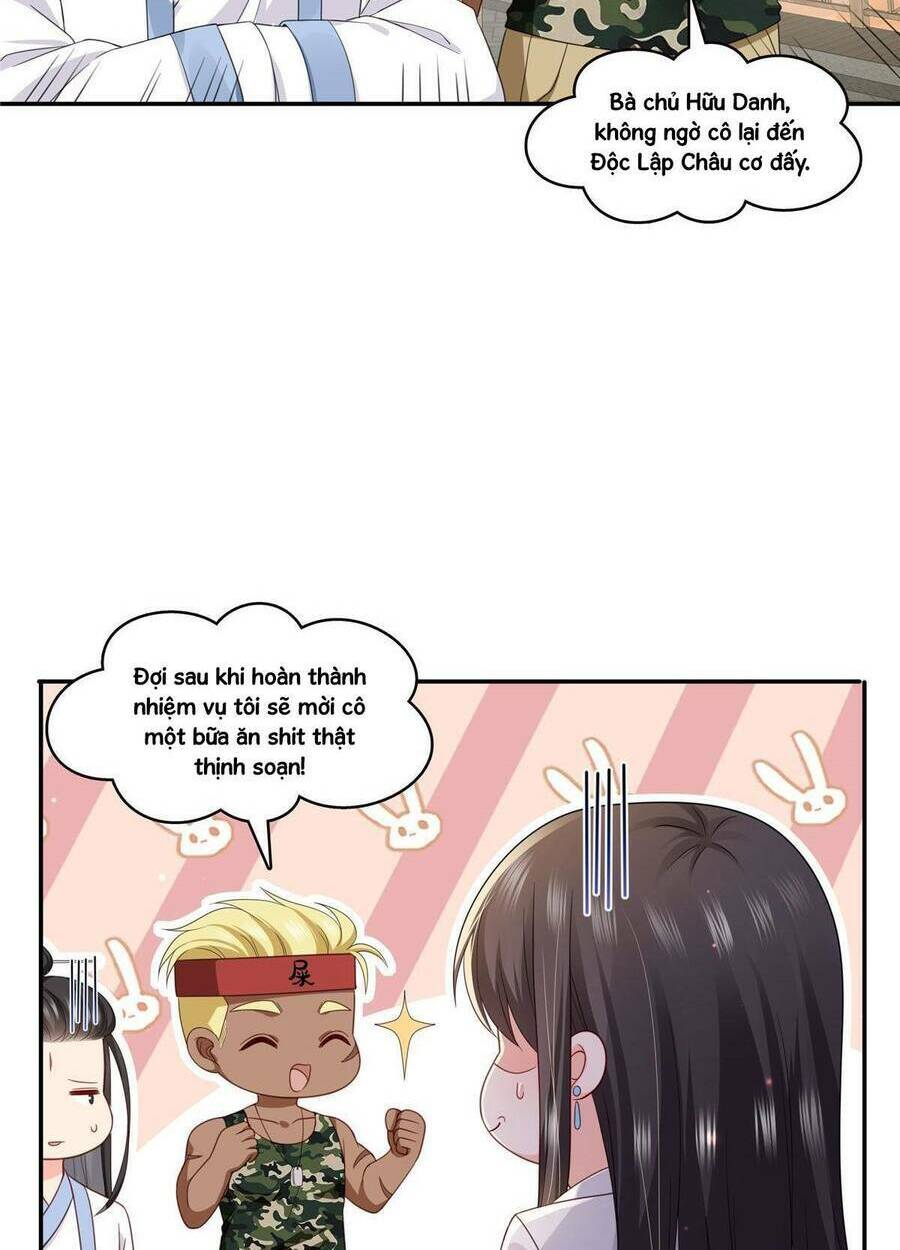 Bà chủ Hữu Danh,
không ngờ cô lại đến
Độc Lập Châu cơ đấy.
Đợi sau khi hoàn thành
nhiệm vụ tôi sẽ mời cô
một bữa ăn shit thật
thịnh soạn!
屎